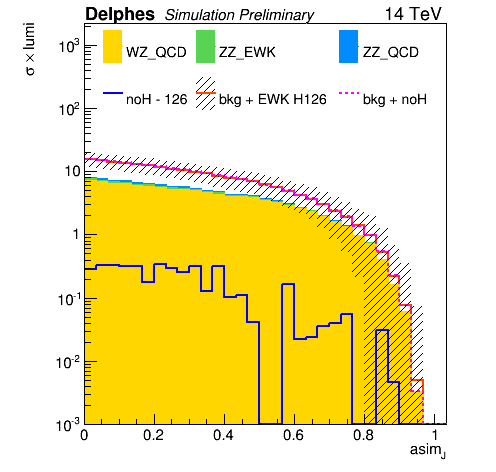 Delphes Simulation Preliminary 14 TeV
σ × lumi
WZ_QCD ZZ_EWK ZZ_QCD
noH - 126 bkg + EWK H126 bkg + noH
10³
10²
10
1
10⁻¹
10⁻²
10⁻³
0 0.2 0.4 0.6 0.8 1
asim_J